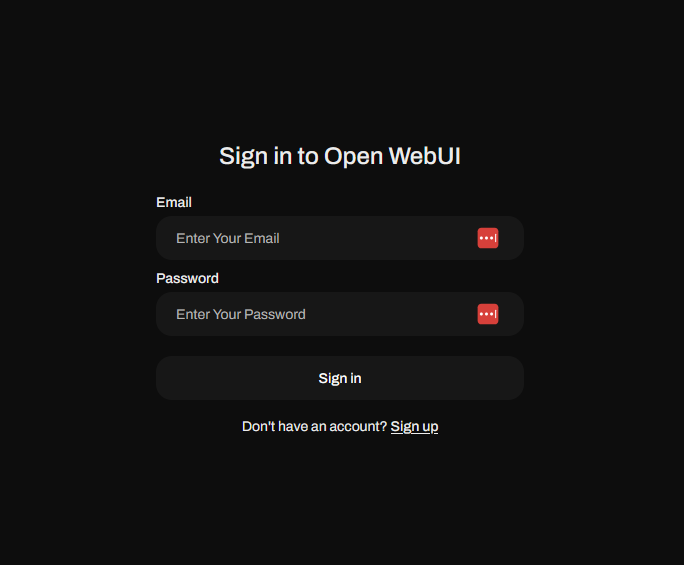 Sign in to Open WebUI
Email
Enter Your Email
Password
Enter Your Password
Sign in
Don't have an account? Sign up